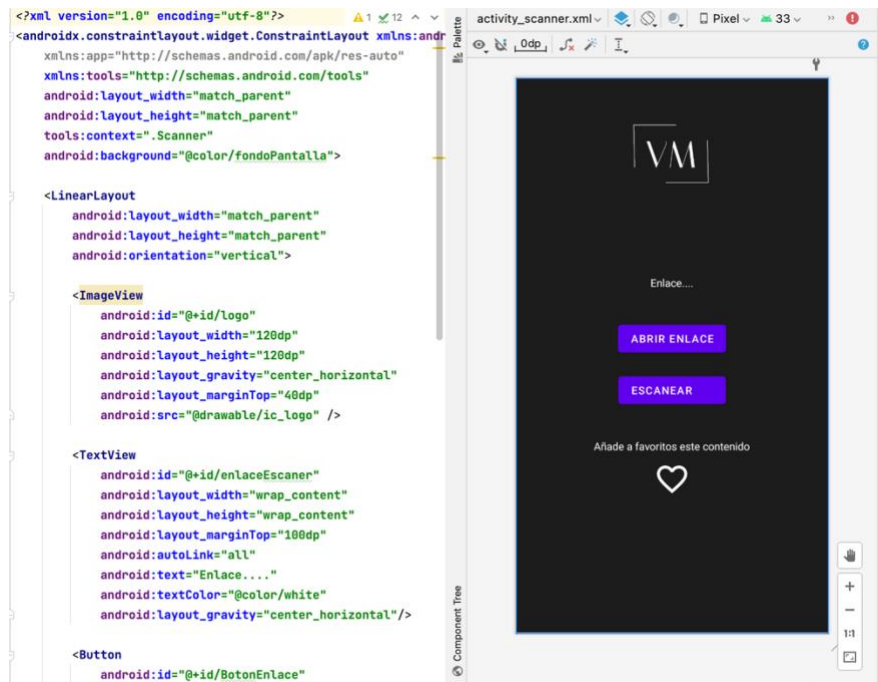 <?xml version="1.0" encoding="utf-8"?>
1 12
<androidx.constraintlayout.widget.ConstraintLayout xmlns:andr
xmlns:app="http://schemas.android.com/apk/res-auto"
xmlns:tools="http://schemas.android.com/tools"
android:layout_width="match_parent"
android:layout_height="match_parent"
tools:context=".Scanner"
android:background="@color/fondoPantalla">
<LinearLayout
android:layout_width="match_parent"
android:layout_height="match_parent"
android:orientation="vertical">
<ImageView
android:id="@+id/logo"
android:layout_width="120dp"
android:layout_height="120dp"
android:layout_gravity="center_horizontal"
android:layout_marginTop="40dp"
android:src="@drawable/ic_logo" />
<TextView
android:id="@+id/enlaceEscaner"
android:layout_width="wrap_content"
android:layout_height="wrap_content"
android:layout_marginTop="100dp"
android:autoLink="all"
android:text="Enlace...."
android:textColor="@color/white"
android:layout_gravity="center_horizontal"/>
<Button
android:id="@+id/BotonEnlace"
Palette
Component Tree
activity_scanner.xml Pixel 33 »
0dp
VM
Enlace....
ABRIR ENLACE
ESCANEAR
Añade a favoritos este contenido
1:1